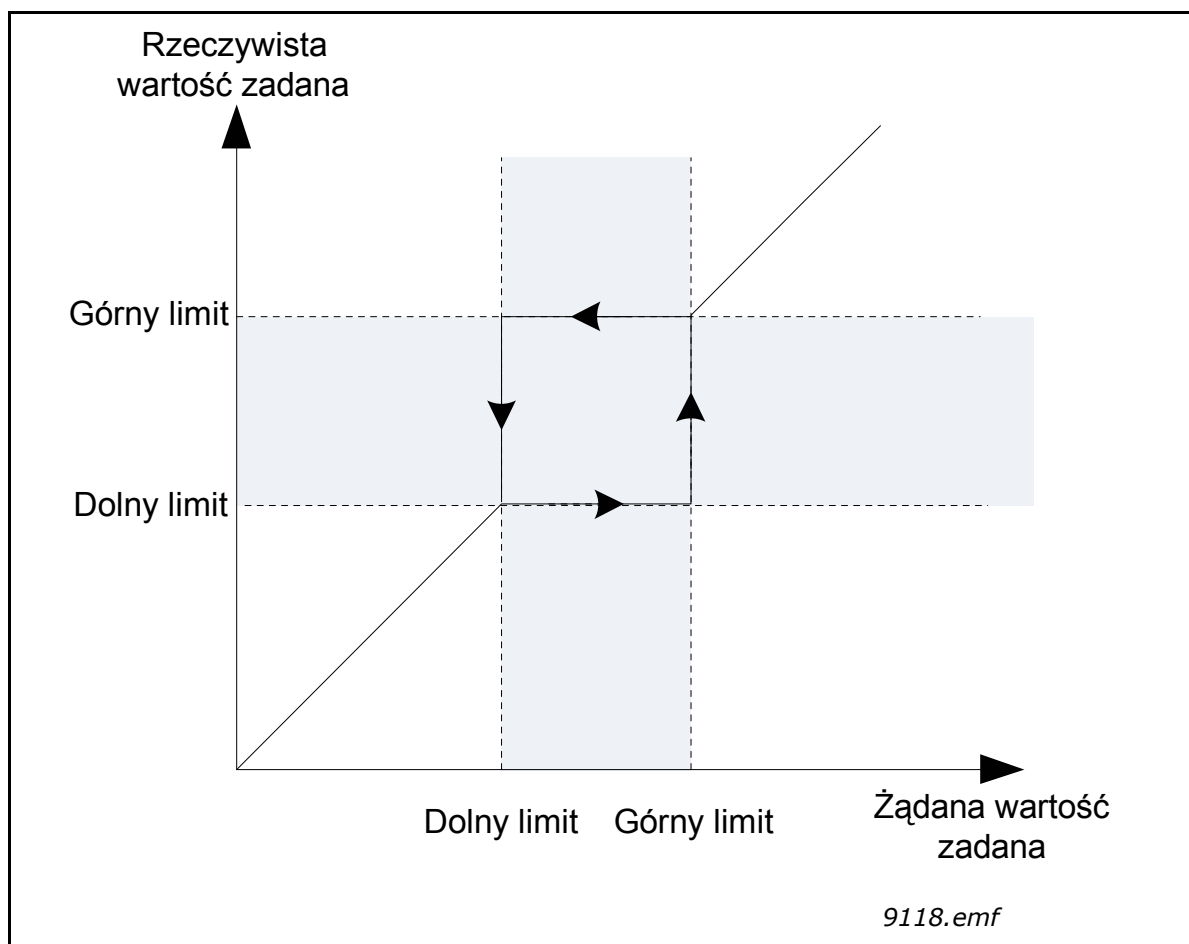 Rzeczywista
wartość zadana
Górny limit
Dolny limit
Dolny limit
Górny limit
Żądana wartość
zadana
9118.emf